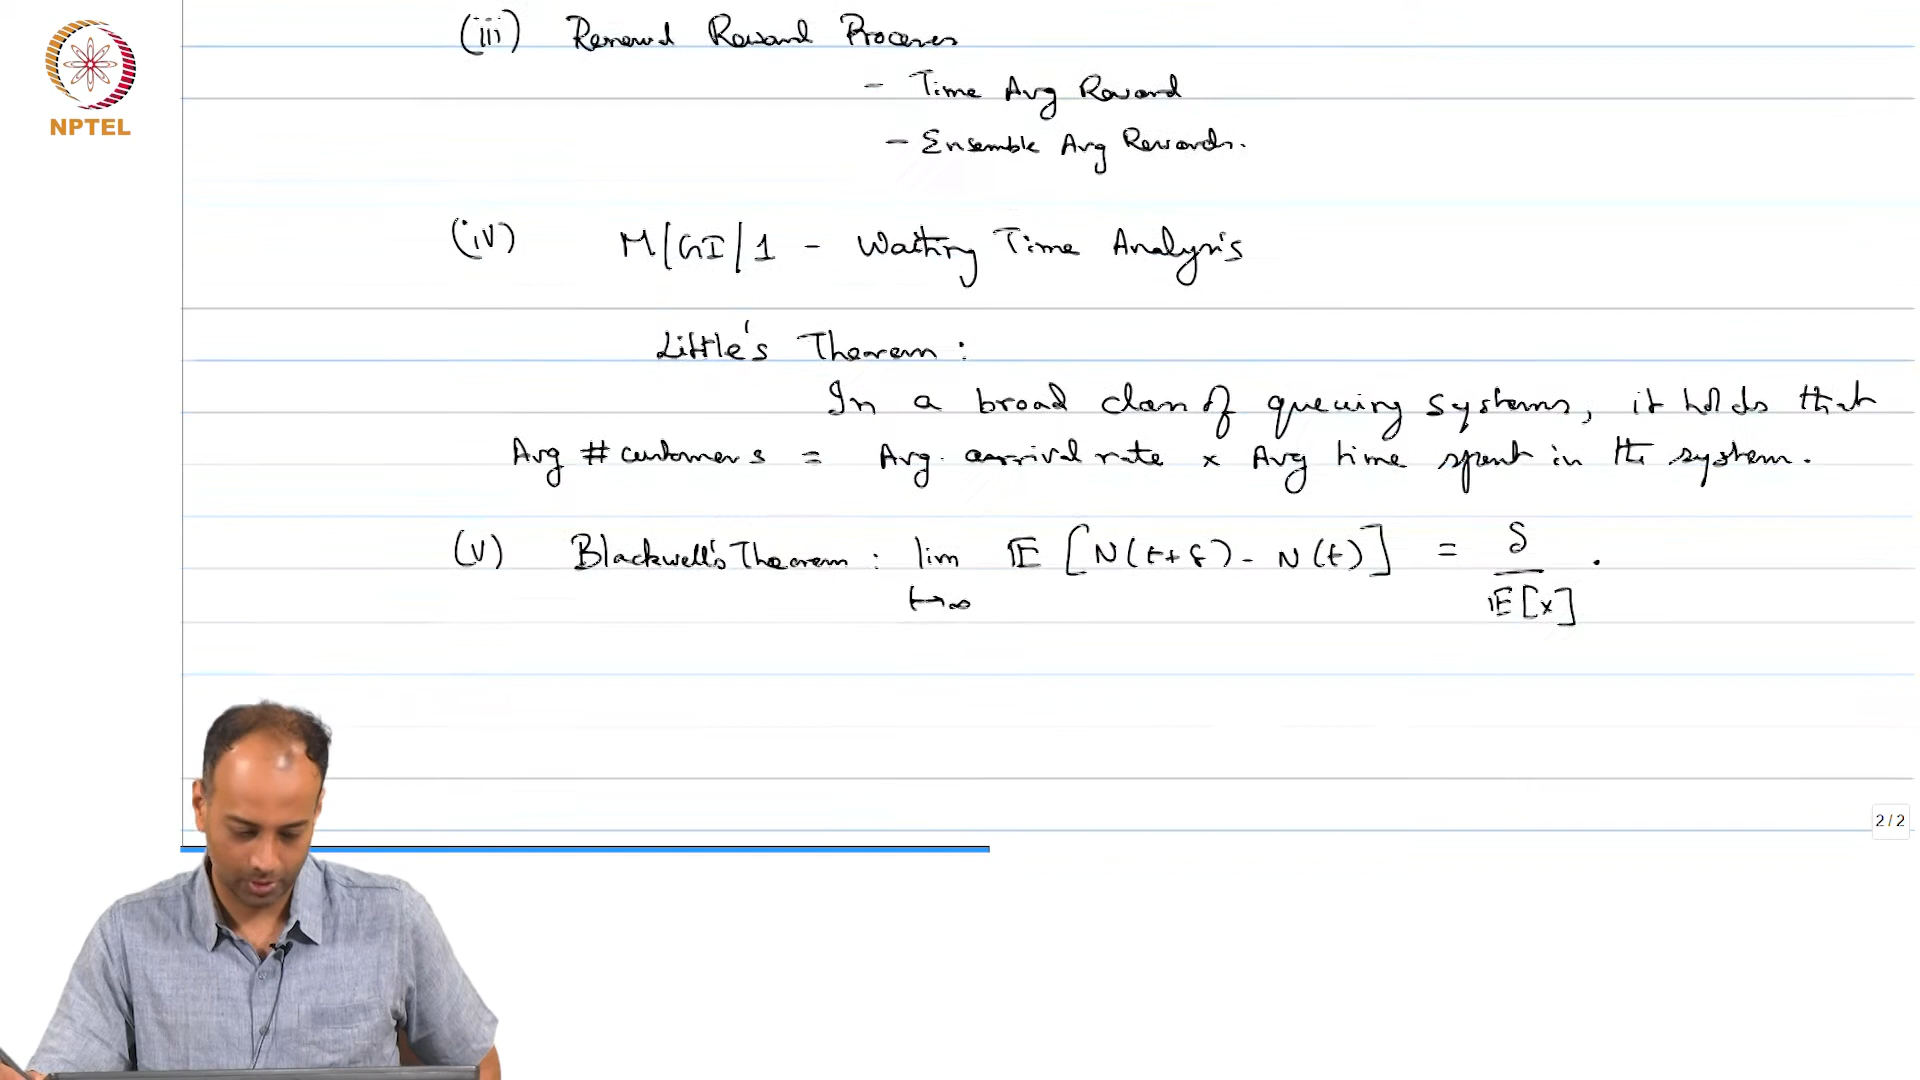 (iii) Renewal Reward Processes
- Time Avg Reward
- Ensemble Avg Rewards.
NPTEL
(iv) M/GI/1 - Waiting Time Analysis
Little's Theorem :
In a broad class of queuing systems, it holds that
Avg # customers = Avg. arrival rate x Avg time spent in the system.
(v) Blackwell's Theorem : lim t→∞ E [N(t+δ) - N(t)] = δ / E[x] .
2 / 2